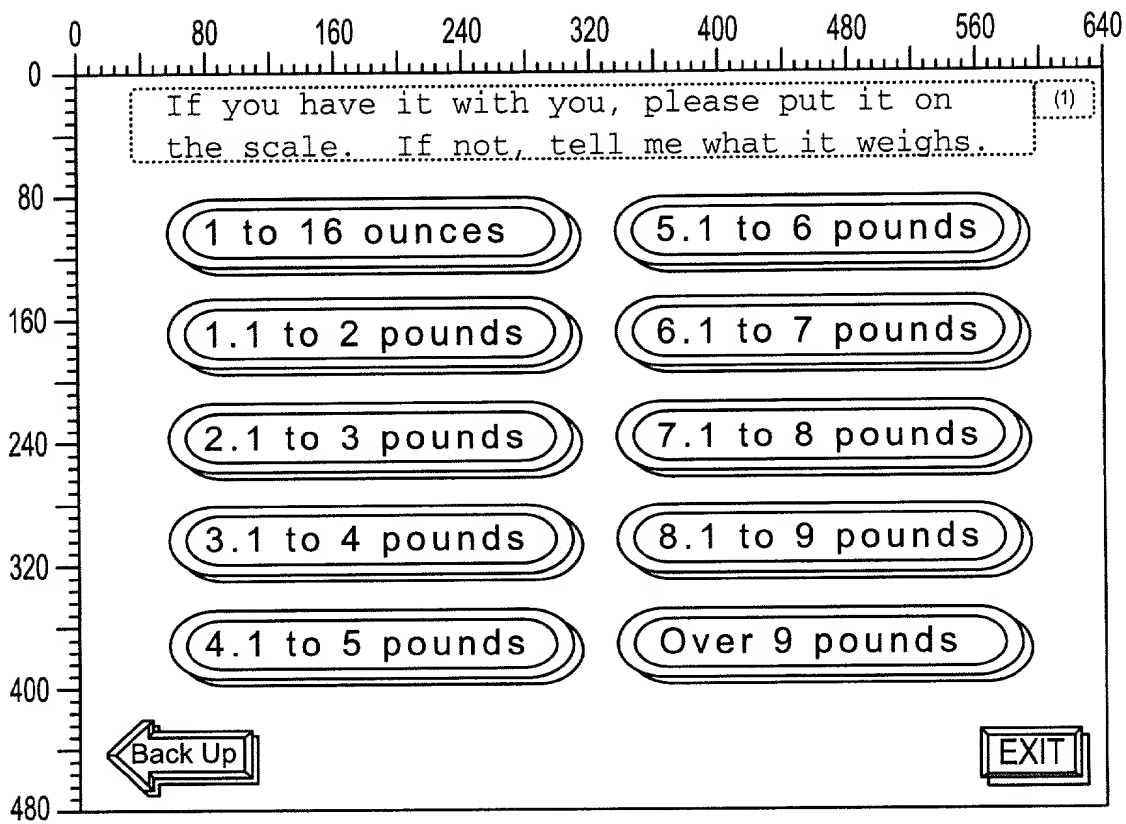 0 80 160 240 320 400 480 560 640
0
If you have it with you, please put it on
the scale. If not, tell me what it weighs.
(1)
80
1 to 16 ounces
5.1 to 6 pounds
160
1.1 to 2 pounds
6.1 to 7 pounds
240
2.1 to 3 pounds
7.1 to 8 pounds
320
3.1 to 4 pounds
8.1 to 9 pounds
4.1 to 5 pounds
Over 9 pounds
400
Back Up
EXIT
480